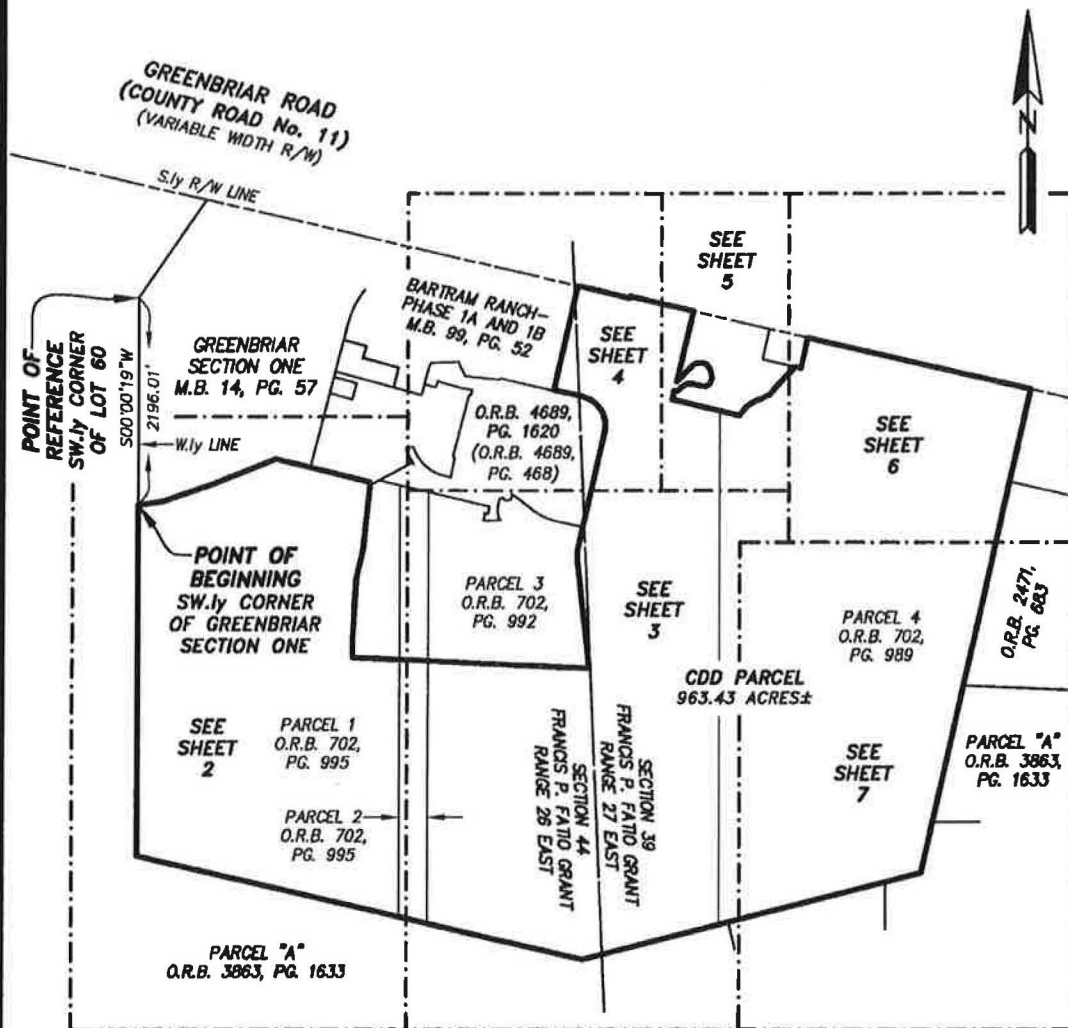 GREENBRIAR ROAD
(COUNTY ROAD No. 11)
(VARIABLE WIDTH R/W)
S.ly R/W LINE
N
SEE
SHEET
5
BARTRAM RANCH-
PHASE 1A AND 1B
M.B. 99, PG. 52
SEE
SHEET
4
POINT OF
REFERENCE
SW.ly CORNER
OF LOT 60
S00°00'19"W
2196.01'
W.ly LINE
GREENBRIAR
SECTION ONE
M.B. 14, PG. 57
O.R.B. 4689,
PG. 1620
(O.R.B. 4689,
PG. 468)
SEE
SHEET
6
POINT OF
BEGINNING
SW.ly CORNER
OF GREENBRIAR
SECTION ONE
PARCEL 3
O.R.B. 702,
PG. 992
SEE
SHEET
3
PARCEL 4
O.R.B. 702,
PG. 989
O.R.B. 2471,
PG. 683
CDD PARCEL
963.43 ACRES±
SEE
SHEET
2
PARCEL 1
O.R.B. 702,
PG. 995
SECTION 44
FRANCIS P. FATIO GRANT
RANGE 26 EAST
SECTION 39
FRANCIS P. FATIO GRANT
RANGE 27 EAST
SEE
SHEET
7
PARCEL "A"
O.R.B. 3863,
PG. 1633
PARCEL 2
O.R.B. 702,
PG. 995
PARCEL "A"
O.R.B. 3863, PG. 1633